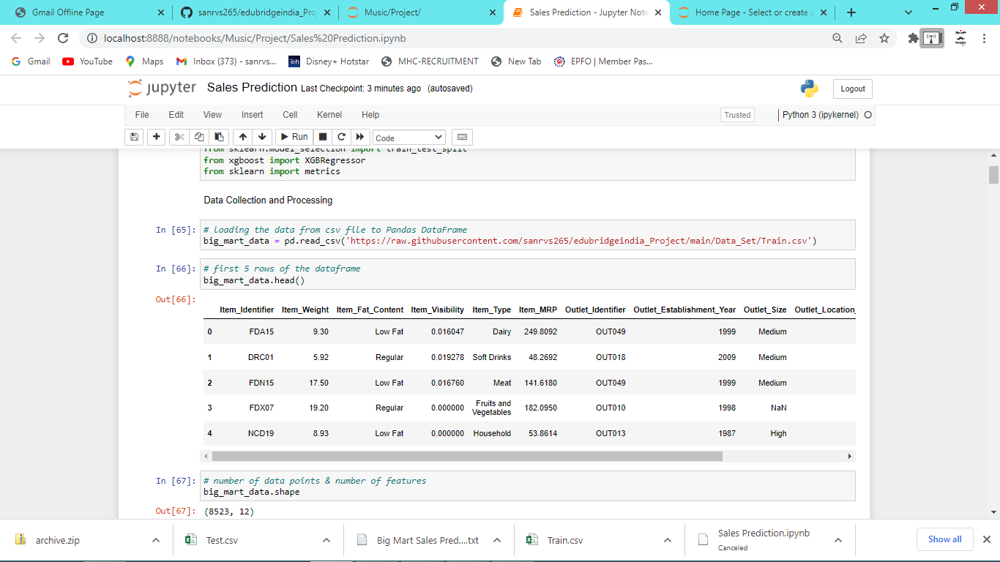 Gmail Offline Page
sanrvs265/edubridgeindia_Proj
Music/Project/
Sales Prediction - Jupyter Note
Home Page - Select or create a
localhost:8888/notebooks/Music/Project/Sales%20Prediction.ipynb
Gmail YouTube Maps Inbox (373) - sanrvs... Disney+ Hotstar MHC-RECRUITMENT New Tab EPFO | Member Pas...
jupyter Sales Prediction Last Checkpoint: 3 minutes ago (autosaved) Logout
File Edit View Insert Cell Kernel Help Trusted Python 3 (ipykernel)
Run Code
from sklearn.model_selection import train_test_split
from xgboost import XGBRegressor
from sklearn import metrics
Data Collection and Processing
In [65]: # loading the data from csv file to Pandas DataFrame
big_mart_data = pd.read_csv('https://raw.githubusercontent.com/sanrvs265/edubridgeindia_Project/main/Data_Set/Train.csv')
In [66]: # first 5 rows of the dataframe
big_mart_data.head()
Out[66]:
Item_Identifier Item_Weight Item_Fat_Content Item_Visibility Item_Type Item_MRP Outlet_Identifier Outlet_Establishment_Year Outlet_Size Outlet_Location_
0 FDA15 9.30 Low Fat 0.016047 Dairy 249.8092 OUT049 1999 Medium
1 DRC01 5.92 Regular 0.019278 Soft Drinks 48.2692 OUT018 2009 Medium
2 FDN15 17.50 Low Fat 0.016760 Meat 141.6180 OUT049 1999 Medium
3 FDX07 19.20 Regular 0.000000 Fruits and Vegetables 182.0950 OUT010 1998 NaN
4 NCD19 8.93 Low Fat 0.000000 Household 53.8614 OUT013 1987 High
In [67]: # number of data points & number of features
big_mart_data.shape
Out[67]: (8523, 12)
archive.zip Test.csv Big Mart Sales Pred....txt Train.csv Sales Prediction.ipynb Show all
Canceled